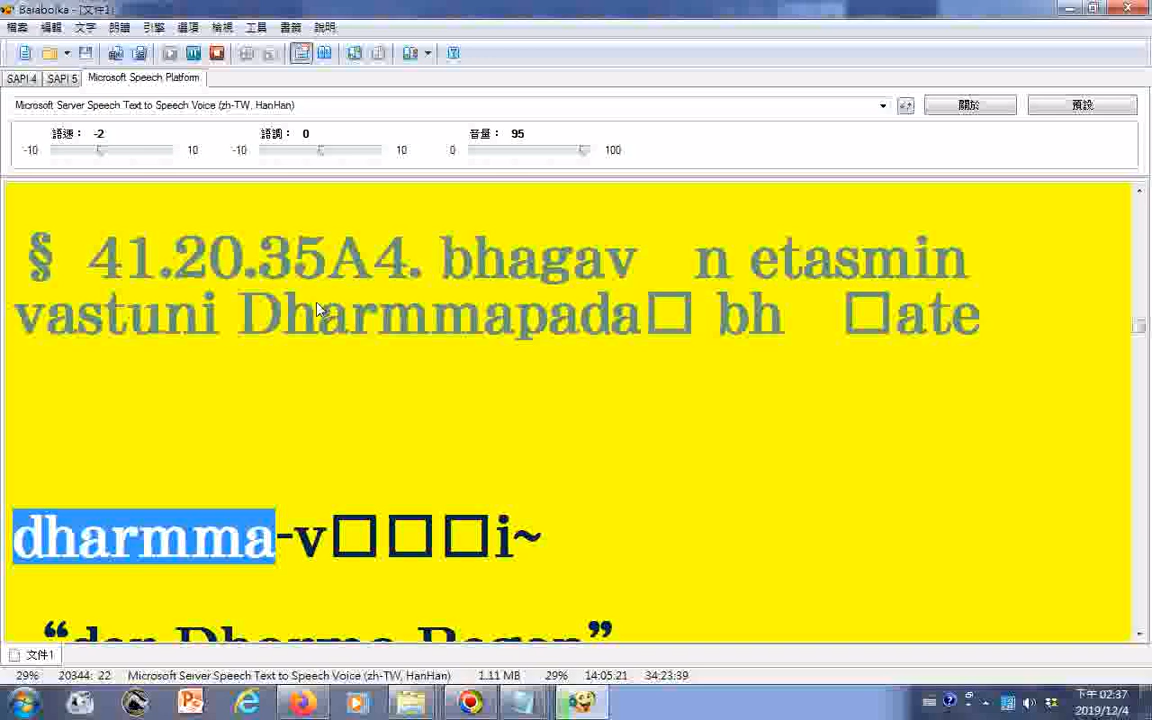 Balabolka - [文件1]
檔案 編輯 文字 朗讀 引擎 選項 檢視 工具 書籤 說明
SAPI 4 SAPI 5 Microsoft Speech Platform
Microsoft Server Speech Text to Speech Voice (zh-TW, HanHan) 關於 預設
語速: -2 語調: 0 音量: 95
-10 10 -10 10 0 100
§ 41.20.35A4. bhagav n etasmin
vastuni Dharmmapada□ bh □ate
dharmma-v□□□i~
“den Dharma-Regen”
文件1
29% 20344: 22 Microsoft Server Speech Text to Speech Voice (zh-TW, HanHan) 1.11 MB 29% 14:05:21 34:23:39
下午 02:37
2019/12/4